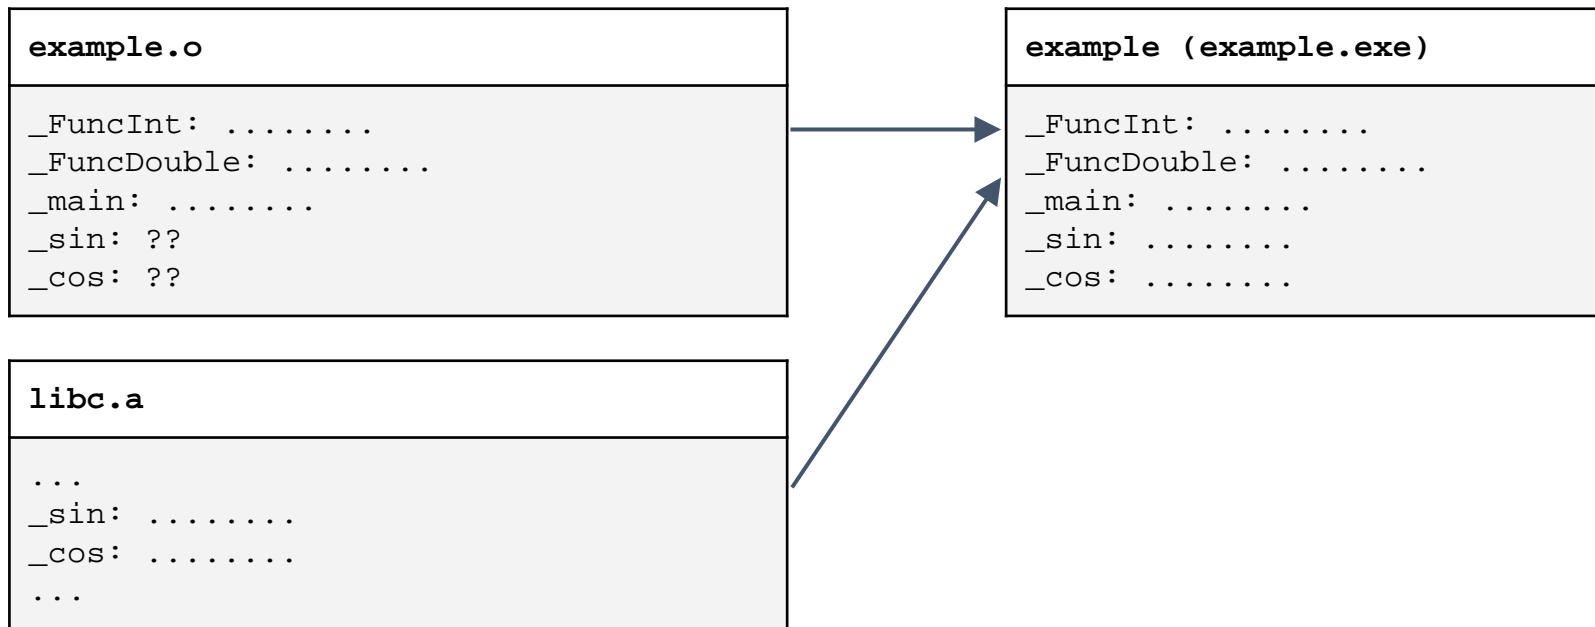 example.o
_FuncInt: ........
_FuncDouble: ........
_main: ........
_sin: ??
_cos: ??
libc.a
...
_sin: ........
_cos: ........
...
example (example.exe)
_FuncInt: ........
_FuncDouble: ........
_main: ........
_sin: ........
_cos: ........